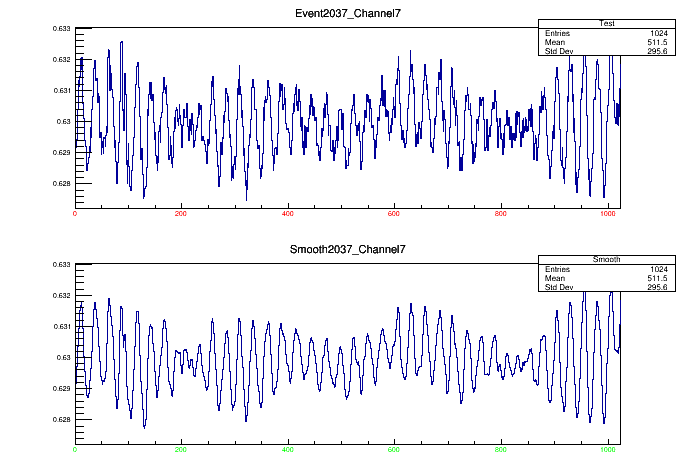 Event2037_Channel7
Test
Entries 1024
Mean 511.5
Std Dev 295.6
0.633
0.632
0.631
0.63
0.629
0.628
0 200 400 600 800 1000
Smooth2037_Channel7
Smooth
Entries 1024
Mean 511.5
Std Dev 295.6
0.633
0.632
0.631
0.63
0.629
0.628
0 200 400 600 800 1000